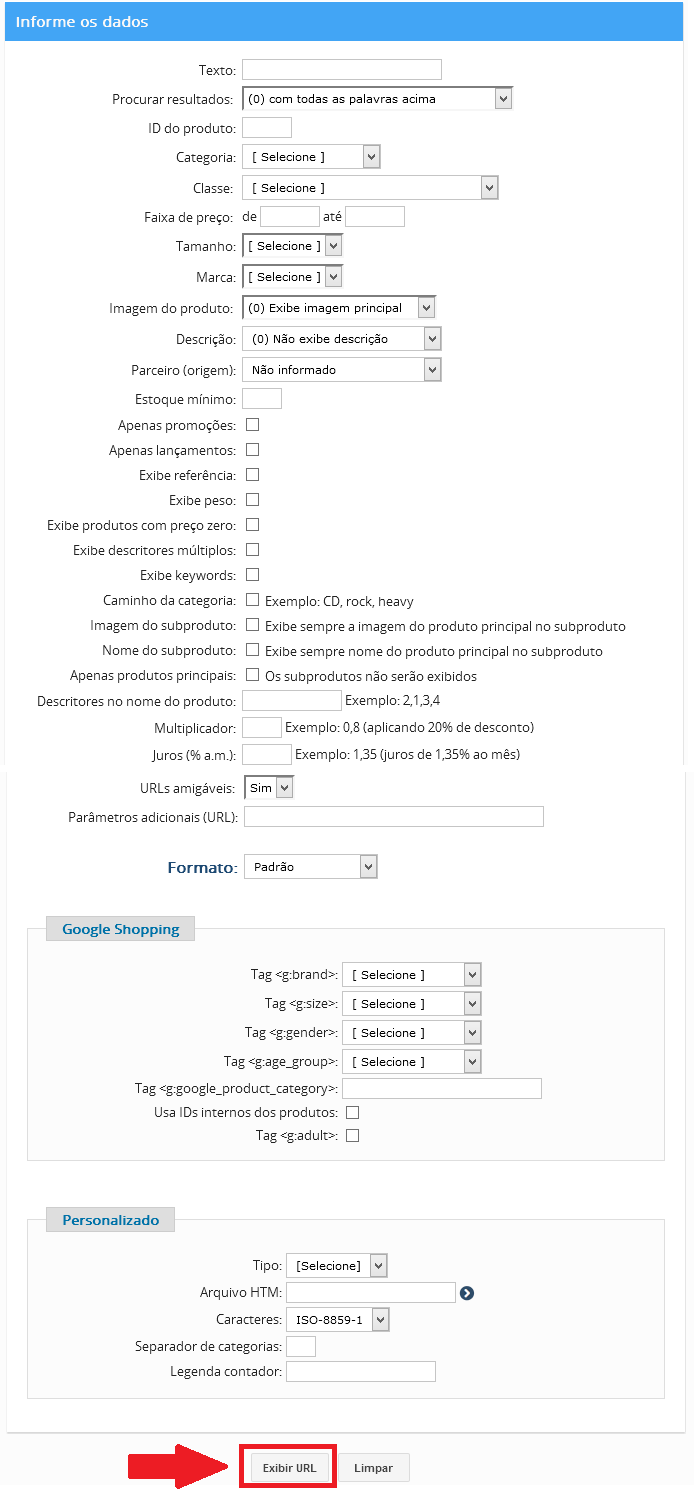 Informe os dados
Texto:
Procurar resultados: (0) com todas as palavras acima
ID do produto:
Categoria: [ Selecione ]
Classe: [ Selecione ]
Faixa de preço: de até
Tamanho: [ Selecione ]
Marca: [ Selecione ]
Imagem do produto: (0) Exibe imagem principal
Descrição: (0) Não exibe descrição
Parceiro (origem): Não informado
Estoque mínimo:
Apenas promoções:
Apenas lançamentos:
Exibe referência:
Exibe peso:
Exibe produtos com preço zero:
Exibe descritores múltiplos:
Exibe keywords:
Caminho da categoria: Exemplo: CD, rock, heavy
Imagem do subproduto: Exibe sempre a imagem do produto principal no subproduto
Nome do subproduto: Exibe sempre nome do produto principal no subproduto
Apenas produtos principais: Os subprodutos não serão exibidos
Descritores no nome do produto: Exemplo: 2,1,3,4
Multiplicador: Exemplo: 0,8 (aplicando 20% de desconto)
Juros (% a.m.): Exemplo: 1,35 (juros de 1,35% ao mês)
URLs amigáveis: Sim
Parâmetros adicionais (URL):
Formato: Padrão
Google Shopping
Tag <g:brand>: [ Selecione ]
Tag <g:size>: [ Selecione ]
Tag <g:gender>: [ Selecione ]
Tag <g:age_group>: [ Selecione ]
Tag <g:google_product_category>:
Usa IDs internos dos produtos:
Tag <g:adult>:
Personalizado
Tipo: [Selecione]
Arquivo HTM:
Caracteres: ISO-8859-1
Separador de categorias:
Legenda contador:
Exibir URL Limpar